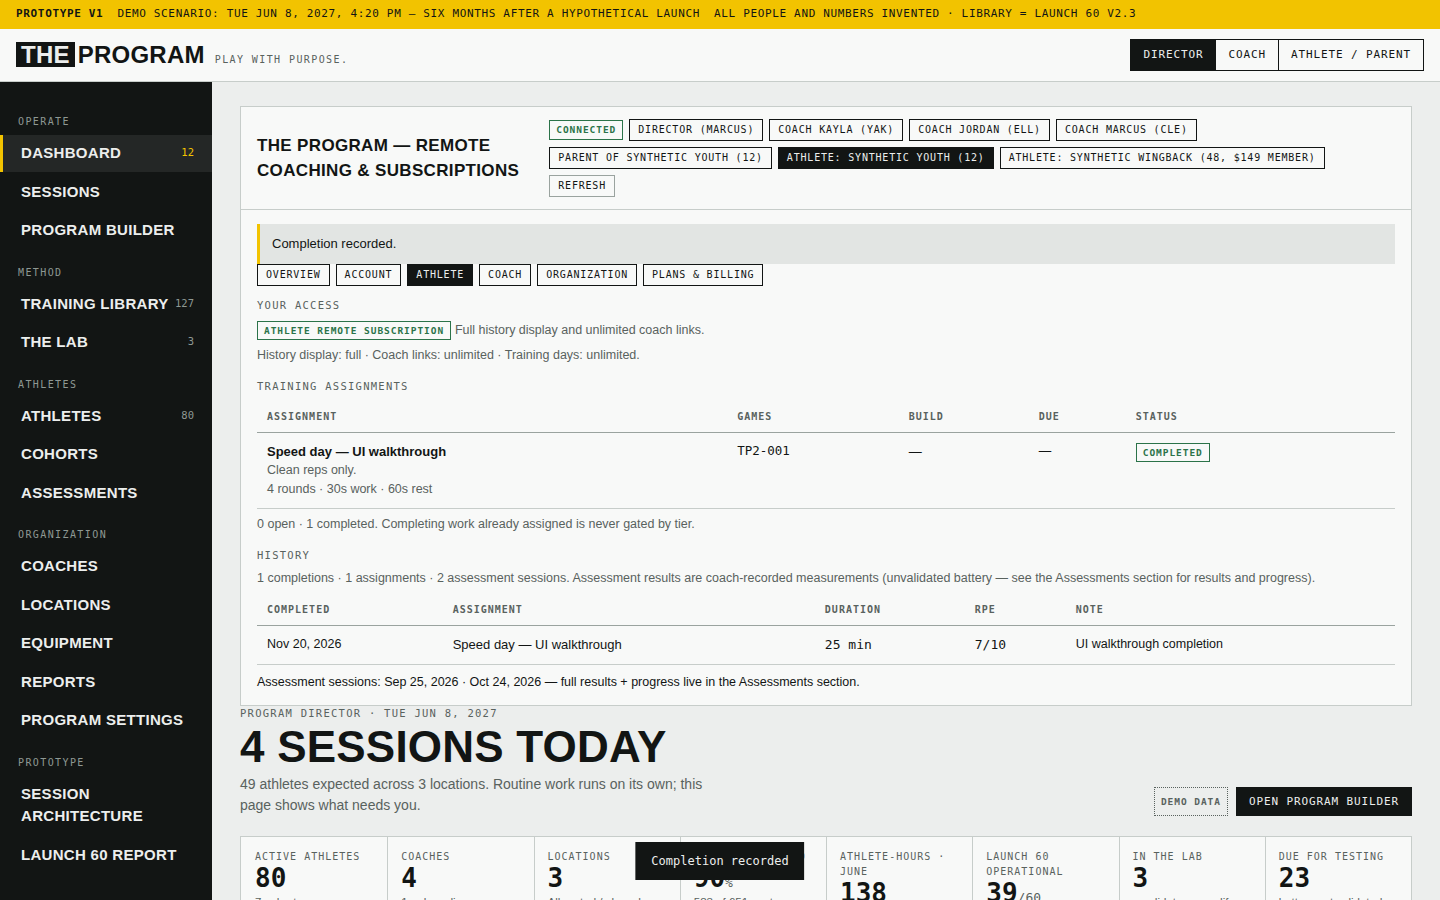 PROTOTYPE V1 DEMO SCENARIO: TUE JUN 8, 2027, 4:20 PM — SIX MONTHS AFTER A HYPOTHETICAL LAUNCH ALL PEOPLE AND NUMBERS INVENTED · LIBRARY = LAUNCH 60 V2.3
THE PROGRAM PLAY WITH PURPOSE.
DIRECTOR COACH ATHLETE / PARENT
OPERATE
DASHBOARD 12
SESSIONS
PROGRAM BUILDER
METHOD
TRAINING LIBRARY 127
THE LAB 3
ATHLETES
ATHLETES 80
COHORTS
ASSESSMENTS
ORGANIZATION
COACHES
LOCATIONS
EQUIPMENT
REPORTS
PROGRAM SETTINGS
PROTOTYPE
SESSION
ARCHITECTURE
LAUNCH 60 REPORT
THE PROGRAM — REMOTE
COACHING & SUBSCRIPTIONS
CONNECTED DIRECTOR (MARCUS) COACH KAYLA (YAK) COACH JORDAN (ELL) COACH MARCUS (CLE)
PARENT OF SYNTHETIC YOUTH (12) ATHLETE: SYNTHETIC YOUTH (12) ATHLETE: SYNTHETIC WINGBACK (48, $149 MEMBER)
REFRESH
Completion recorded.
OVERVIEW ACCOUNT ATHLETE COACH ORGANIZATION PLANS & BILLING
YOUR ACCESS
ATHLETE REMOTE SUBSCRIPTION Full history display and unlimited coach links.
History display: full · Coach links: unlimited · Training days: unlimited.
TRAINING ASSIGNMENTS
ASSIGNMENT GAMES BUILD DUE STATUS
Speed day — UI walkthrough TP2-001 — — COMPLETED
Clean reps only.
4 rounds · 30s work · 60s rest
0 open · 1 completed. Completing work already assigned is never gated by tier.
HISTORY
1 completions · 1 assignments · 2 assessment sessions. Assessment results are coach-recorded measurements (unvalidated battery — see the Assessments section for results and progress).
COMPLETED ASSIGNMENT DURATION RPE NOTE
Nov 20, 2026 Speed day — UI walkthrough 25 min 7/10 UI walkthrough completion
Assessment sessions: Sep 25, 2026 · Oct 24, 2026 — full results + progress live in the Assessments section.
PROGRAM DIRECTOR · TUE JUN 8, 2027
4 SESSIONS TODAY
49 athletes expected across 3 locations. Routine work runs on its own; this
page shows what needs you.
DEMO DATA OPEN PROGRAM BUILDER
ACTIVE ATHLETES
80
COACHES
4
LOCATIONS
3
Completion recorded
%
ATHLETE-HOURS ·
JUNE
138
LAUNCH 60
OPERATIONAL
39/60
IN THE LAB
3
DUE FOR TESTING
23